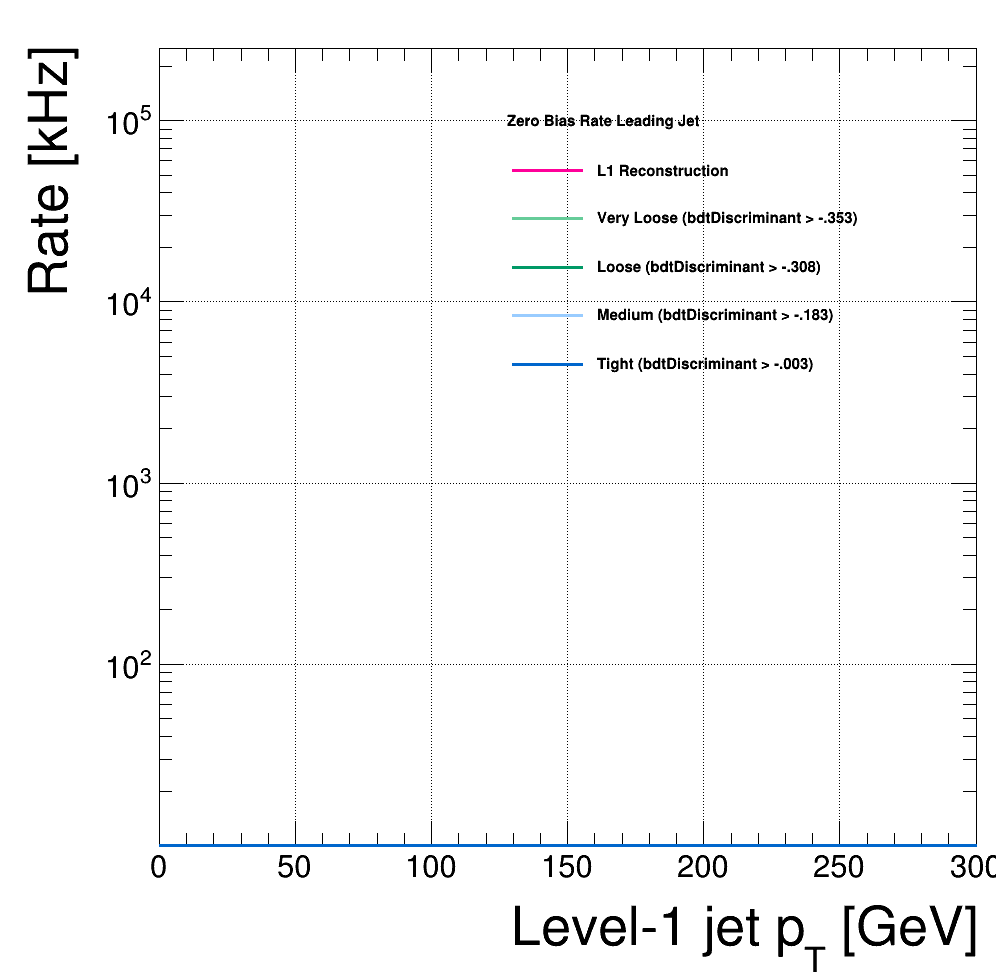 Rate [kHz]
10^5
10^4
10^3
10^2
Zero Bias Rate Leading Jet
L1 Reconstruction
Very Loose (bdtDiscriminant > -.353)
Loose (bdtDiscriminant > -.308)
Medium (bdtDiscriminant > -.183)
Tight (bdtDiscriminant > -.003)
0 50 100 150 200 250 300
Level-1 jet p_T [GeV]